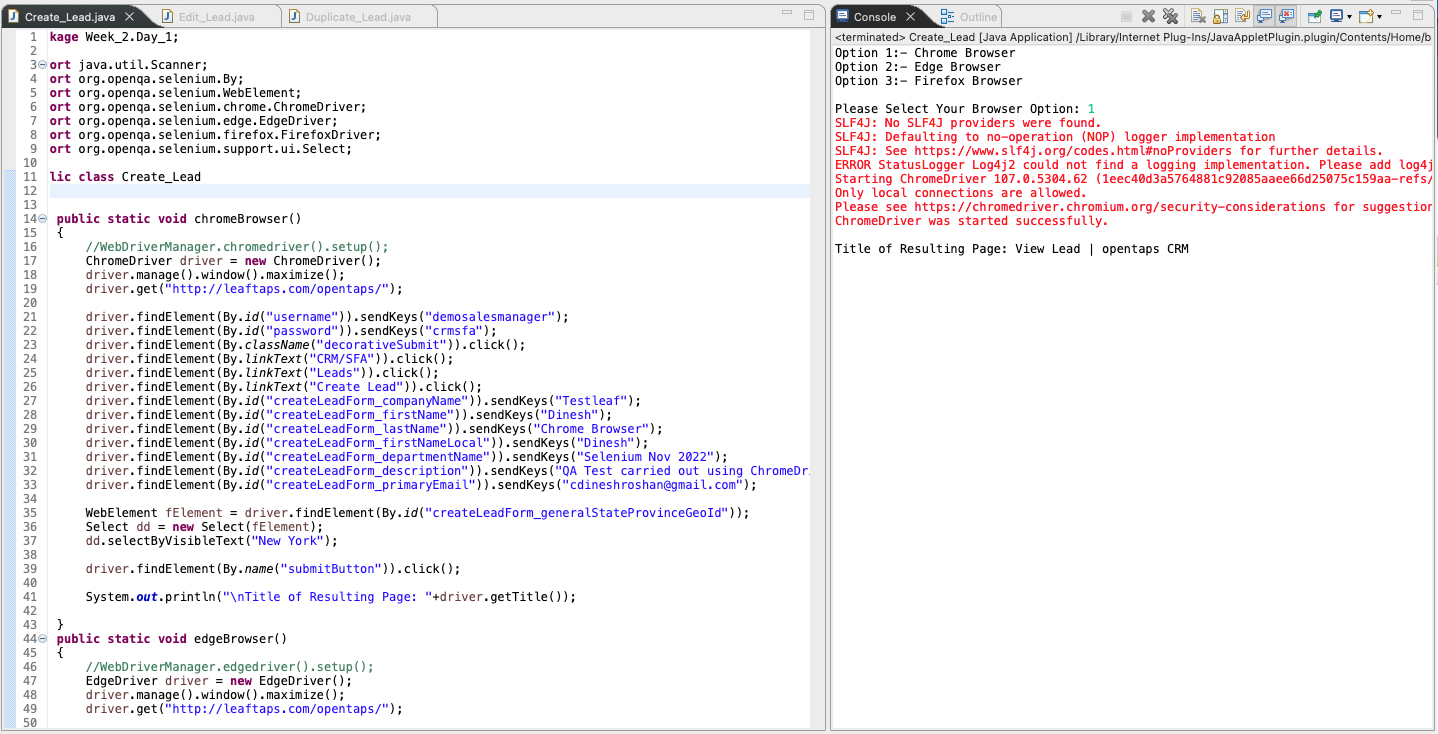 Create_Lead.java
Edit_Lead.java
Duplicate_Lead.java
1 kage Week_2.Day_1;
2
3 ort java.util.Scanner;
4 ort org.openqa.selenium.By;
5 ort org.openqa.selenium.WebElement;
6 ort org.openqa.selenium.chrome.ChromeDriver;
7 ort org.openqa.selenium.edge.EdgeDriver;
8 ort org.openqa.selenium.firefox.FirefoxDriver;
9 ort org.openqa.selenium.support.ui.Select;
10
11 lic class Create_Lead
12
13
14 public static void chromeBrowser()
15 {
16 //WebDriverManager.chromedriver().setup();
17 ChromeDriver driver = new ChromeDriver();
18 driver.manage().window().maximize();
19 driver.get("http://leaftaps.com/opentaps/");
20
21 driver.findElement(By.id("username")).sendKeys("demosalesmanager");
22 driver.findElement(By.id("password")).sendKeys("crmsfa");
23 driver.findElement(By.className("decorativeSubmit")).click();
24 driver.findElement(By.linkText("CRM/SFA")).click();
25 driver.findElement(By.linkText("Leads")).click();
26 driver.findElement(By.linkText("Create Lead")).click();
27 driver.findElement(By.id("createLeadForm_companyName")).sendKeys("Testleaf");
28 driver.findElement(By.id("createLeadForm_firstName")).sendKeys("Dinesh");
29 driver.findElement(By.id("createLeadForm_lastName")).sendKeys("Chrome Browser");
30 driver.findElement(By.id("createLeadForm_firstNameLocal")).sendKeys("Dinesh");
31 driver.findElement(By.id("createLeadForm_departmentName")).sendKeys("Selenium Nov 2022");
32 driver.findElement(By.id("createLeadForm_description")).sendKeys("QA Test carried out using ChromeDri
33 driver.findElement(By.id("createLeadForm_primaryEmail")).sendKeys("cdineshroshan@gmail.com");
34
35 WebElement fElement = driver.findElement(By.id("createLeadForm_generalStateProvinceGeoId"));
36 Select dd = new Select(fElement);
37 dd.selectByVisibleText("New York");
38
39 driver.findElement(By.name("submitButton")).click();
40
41 System.out.println("\nTitle of Resulting Page: "+driver.getTitle());
42
43 }
44 public static void edgeBrowser()
45 {
46 //WebDriverManager.edgedriver().setup();
47 EdgeDriver driver = new EdgeDriver();
48 driver.manage().window().maximize();
49 driver.get("http://leaftaps.com/opentaps/");
50
Console
Outline
<terminated> Create_Lead [Java Application] /Library/Internet Plug-Ins/JavaAppletPlugin.plugin/Contents/Home/b
Option 1:- Chrome Browser
Option 2:- Edge Browser
Option 3:- Firefox Browser
Please Select Your Browser Option: 1
SLF4J: No SLF4J providers were found.
SLF4J: Defaulting to no-operation (NOP) logger implementation
SLF4J: See https://www.slf4j.org/codes.html#noProviders for further details.
ERROR StatusLogger Log4j2 could not find a logging implementation. Please add log4j
Starting ChromeDriver 107.0.5304.62 (1eec40d3a5764881c92085aaee66d25075c159aa-refs/
Only local connections are allowed.
Please see https://chromedriver.chromium.org/security-considerations for suggestion
ChromeDriver was started successfully.
Title of Resulting Page: View Lead | opentaps CRM